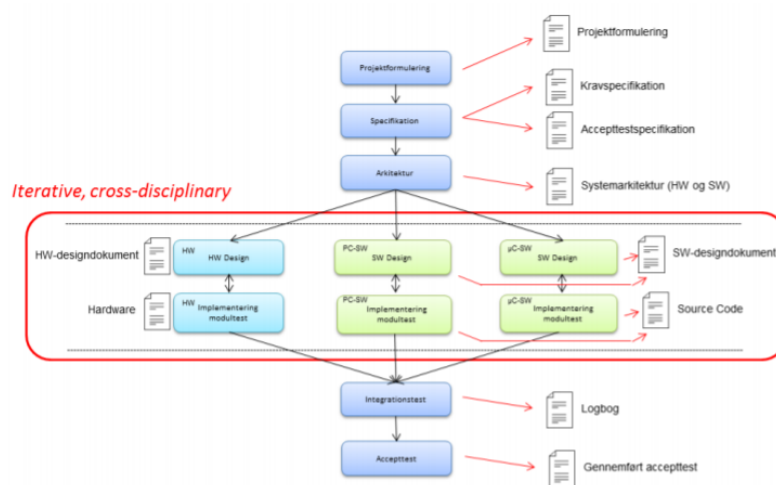 Projektformulering
Projektformulering
Kravspecifikation
Specifikation
Accepttestspecifikation
Arkitektur
Systemarkitektur (HW og SW)
Iterative, cross-disciplinary
HW-designdokument
HW
HW Design
PC-SW
SW Design
µC-SW
SW Design
SW-designdokument
Hardware
HW
Implementering
modultest
PC-SW
Implementering
modultest
µC-SW
Implementering
modultest
Source Code
Integrationstest
Logbog
Accepttest
Gennemført accepttest